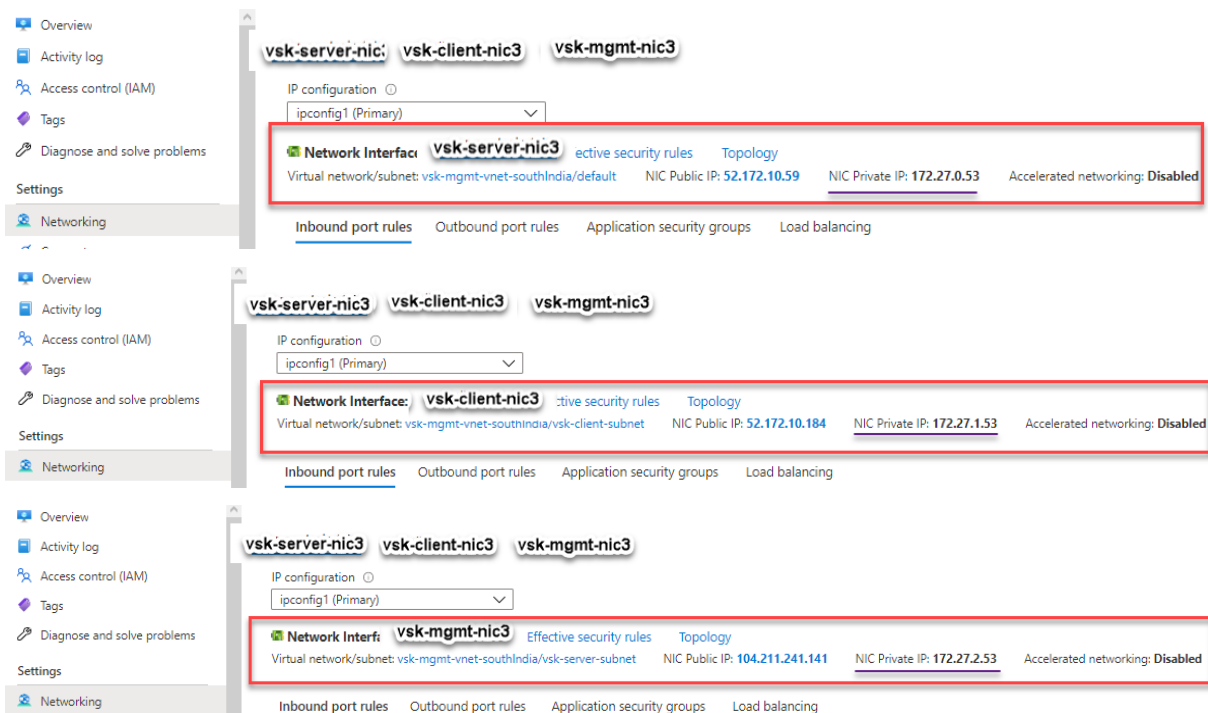 Overview
Activity log
Access control (IAM)
Tags
Diagnose and solve problems
Settings
Networking
vsk-server-nic3 vsk-client-nic3 vsk-mgmt-nic3
IP configuration
ipconfig1 (Primary)
Network Interface vsk-server-nic3 ective security rules Topology
Virtual network/subnet: vsk-mgmt-vnet-southIndia/default NIC Public IP: 52.172.10.59 NIC Private IP: 172.27.0.53 Accelerated networking: Disabled
Inbound port rules Outbound port rules Application security groups Load balancing
Overview
Activity log
Access control (IAM)
Tags
Diagnose and solve problems
Settings
Networking
vsk-server-nic3 vsk-client-nic3 vsk-mgmt-nic3
IP configuration
ipconfig1 (Primary)
Network Interface: vsk-client-nic3 ctive security rules Topology
Virtual network/subnet: vsk-mgmt-vnet-southIndia/vsk-client-subnet NIC Public IP: 52.172.10.184 NIC Private IP: 172.27.1.53 Accelerated networking: Disabled
Inbound port rules Outbound port rules Application security groups Load balancing
Overview
Activity log
Access control (IAM)
Tags
Diagnose and solve problems
Settings
Networking
vsk-server-nic3 vsk-client-nic3 vsk-mgmt-nic3
IP configuration
ipconfig1 (Primary)
Network Interfa vsk-mgmt-nic3 Effective security rules Topology
Virtual network/subnet: vsk-mgmt-vnet-southIndia/vsk-server-subnet NIC Public IP: 104.211.241.141 NIC Private IP: 172.27.2.53 Accelerated networking: Disabled
Inbound port rules Outbound port rules Application security groups Load balancing